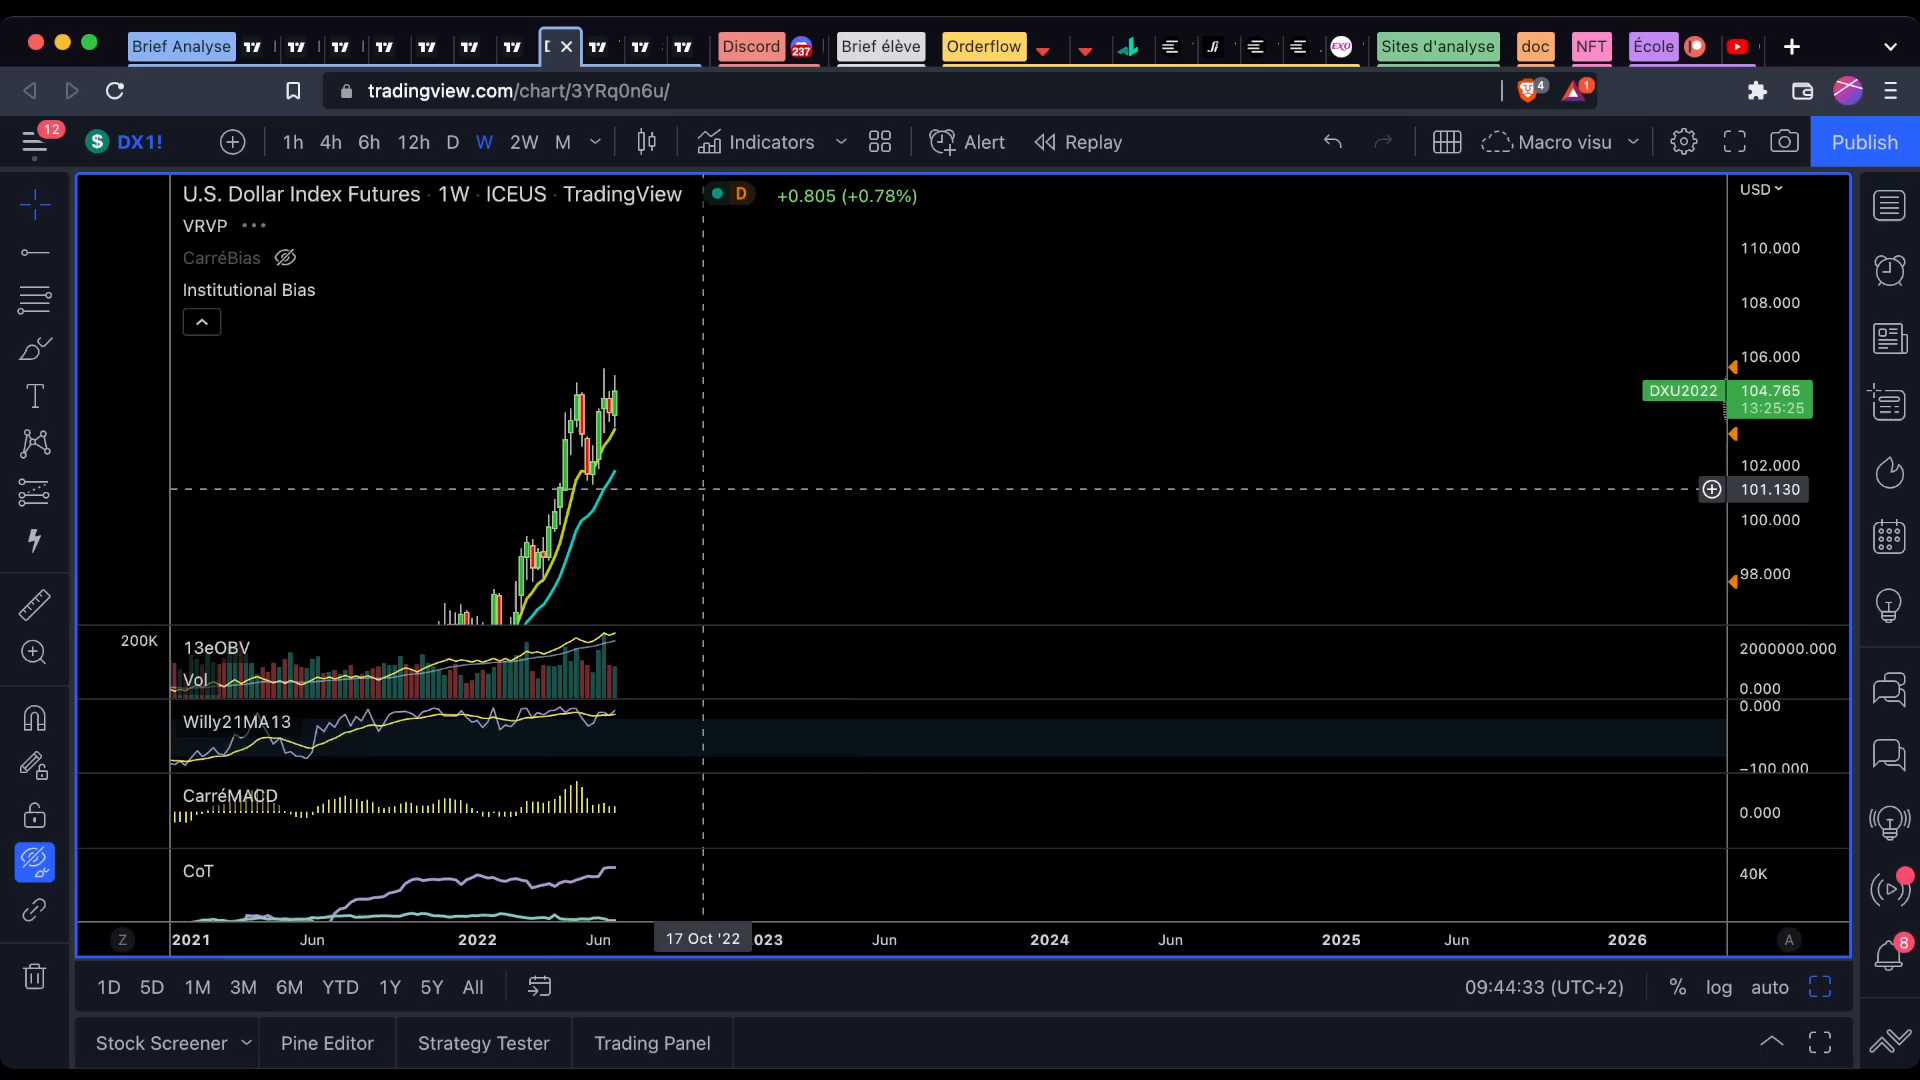 Brief Analyse
Discord 237
Brief élève
Orderflow
EXO
Sites d'analyse
doc
NFT
École
tradingview.com/chart/3YRq0n6u/
4
1
12
DX1!
1h 4h 6h 12h D W 2W M
Indicators
Alert
Replay
Macro visu
Publish
U.S. Dollar Index Futures · 1W · ICEUS · TradingView
D
+0.805 (+0.78%)
USD
VRVP
CarréBias
Institutional Bias
110.000
108.000
106.000
DXU2022 104.765
13:25:25
102.000
101.130
100.000
98.000
200K
13eOBV
Vol
2000000.000
0.000
Willy21MA13
0.000
−100.000
CarréMACD
0.000
CoT
40K
Z
2021 Jun 2022 Jun 17 Oct '22 023 Jun 2024 Jun 2025 Jun 2026
A
8
1D 5D 1M 3M 6M YTD 1Y 5Y All
09:44:33 (UTC+2)
% log auto
Stock Screener
Pine Editor
Strategy Tester
Trading Panel